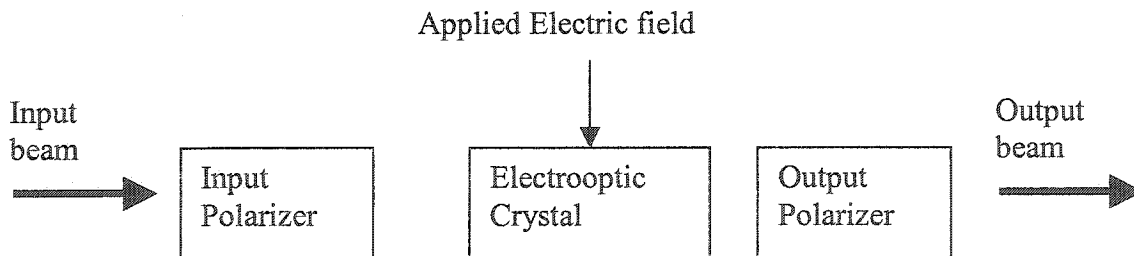 Applied Electric field
Input
beam
Input
Polarizer
Electrooptic
Crystal
Output
Polarizer
Output
beam